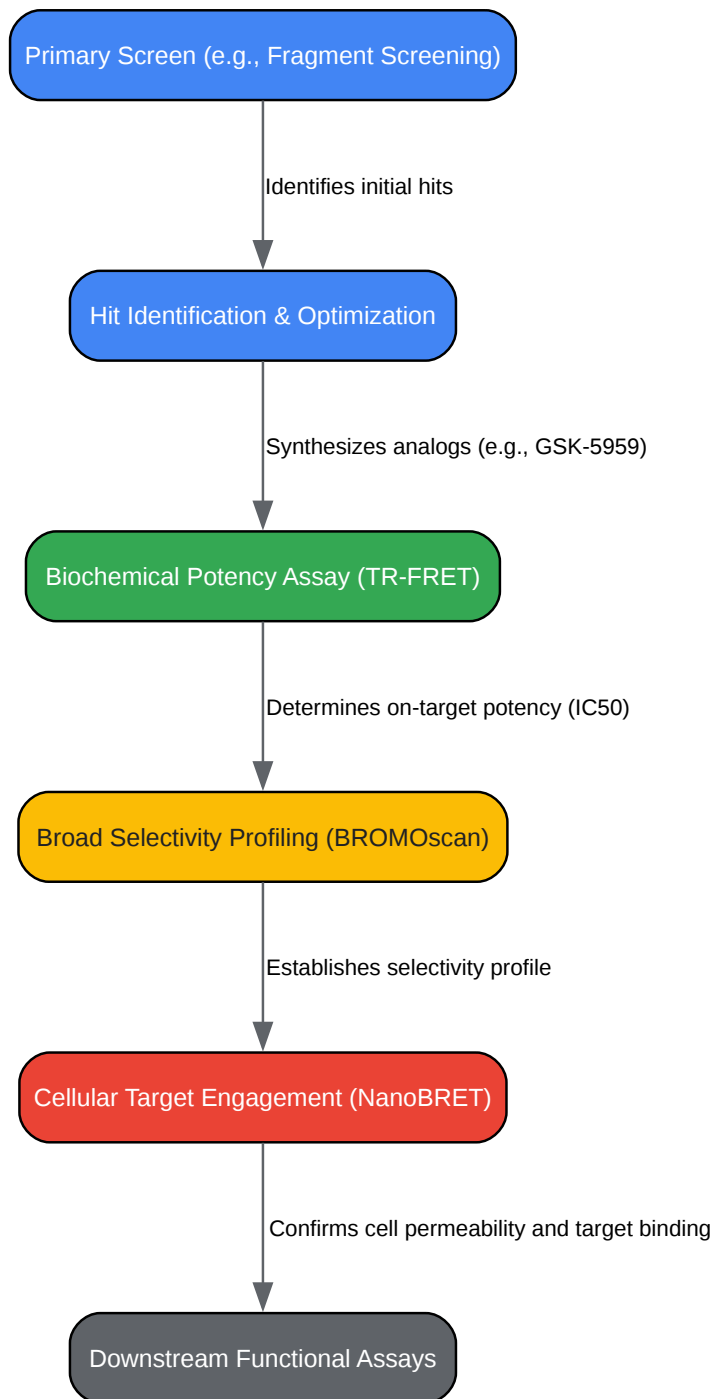 Primary Screen (e.g., Fragment Screening)
Identifies initial hits
Hit Identification & Optimization
Synthesizes analogs (e.g., GSK-5959)
Biochemical Potency Assay (TR-FRET)
Determines on-target potency (IC50)
Broad Selectivity Profiling (BROMOscan)
Establishes selectivity profile
Cellular Target Engagement (NanoBRET)
Confirms cell permeability and target binding
Downstream Functional Assays